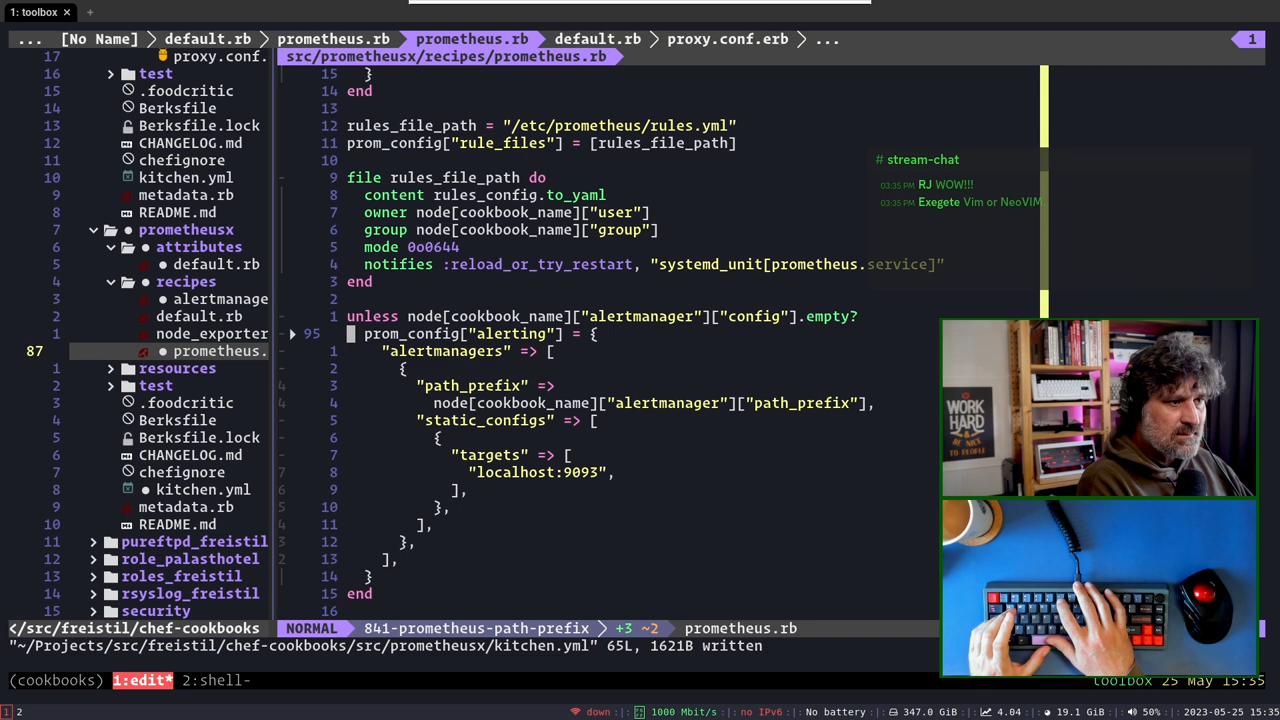 1: toolbox × +
... [No Name] default.rb prometheus.rb prometheus.rb default.rb proxy.conf.erb ... 1
17 proxy.conf.
16 test
15 .foodcritic
14 Berksfile
13 Berksfile.lock
12 CHANGELOG.md
11 chefignore
10 kitchen.yml
9 metadata.rb
8 README.md
7 prometheusx
6 attributes
5 default.rb
4 recipes
3 alertmanage
2 default.rb
1 node_exporter
87 prometheus.
1 resources
2 test
3 .foodcritic
4 Berksfile
5 Berksfile.lock
6 CHANGELOG.md
7 chefignore
8 kitchen.yml
9 metadata.rb
10 README.md
11 pureftpd_freistil
12 role_palasthotel
13 roles_freistil
14 rsyslog_freistil
15 security
src/prometheusx/recipes/prometheus.rb
15 }
14 end
13
12 rules_file_path = "/etc/prometheus/rules.yml"
11 prom_config["rule_files"] = [rules_file_path]
10
9 file rules_file_path do
8 content rules_config.to_yaml
7 owner node[cookbook_name]["user"]
6 group node[cookbook_name]["group"]
5 mode 0o0644
4 notifies :reload_or_try_restart, "systemd_unit[prometheus.service]"
3 end
2
1 unless node[cookbook_name]["alertmanager"]["config"].empty?
95 prom_config["alerting"] = {
1 "alertmanagers" => [
2 {
3 "path_prefix" =>
4 node[cookbook_name]["alertmanager"]["path_prefix"],
5 "static_configs" => [
6 {
7 "targets" => [
8 "localhost:9093",
9 ],
10 },
11 ],
12 },
13 ],
14 }
15 end
16
# stream-chat
03:35 PM RJ WOW!!!
03:35 PM Exegete Vim or NeoVIM.
WORK
HARD
& BE NICE
TO PEOPLE
</src/freistil/chef-cookbooks NORMAL 841-prometheus-path-prefix +3 ~2 prometheus.rb
"~/Projects/src/freistil/chef-cookbooks/src/prometheusx/kitchen.yml" 65L, 1621B written
(cookbooks) 1:edit* 2:shell- toolbox 25 May 15:35
1 2 down :|: 1000 Mbit/s :|: no IPv6 :|: No battery :|: 347.0 GiB :|: 4.04 :|: 19.1 GiB :|: 50% :|: 2023-05-25 15:35